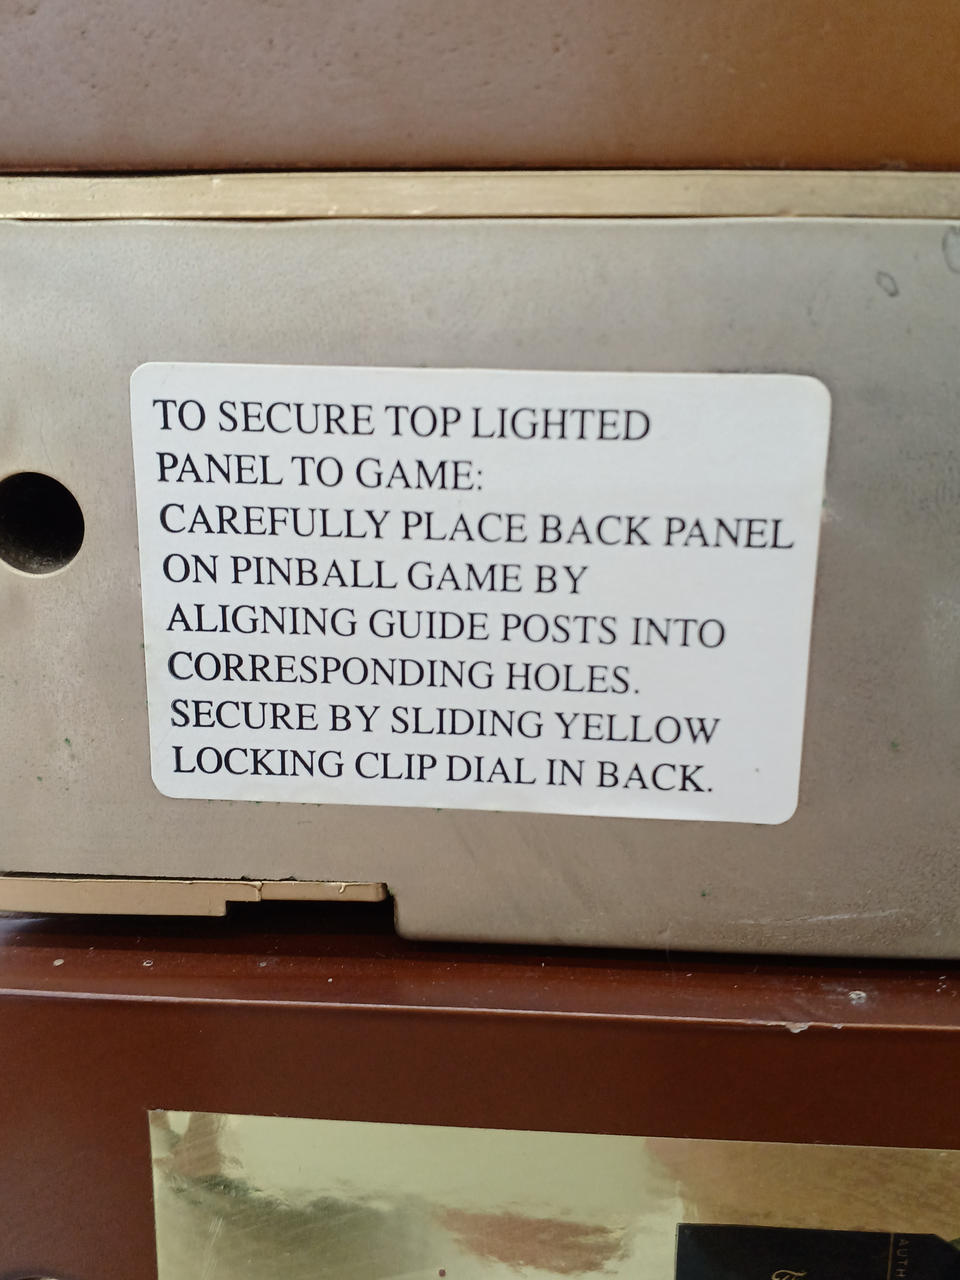 TO SECURE TOP LIGHTED
PANEL TO GAME:
CAREFULLY PLACE BACK PANEL
ON PINBALL GAME BY
ALIGNING GUIDE POSTS INTO
CORRESPONDING HOLES.
SECURE BY SLIDING YELLOW
LOCKING CLIP DIAL IN BACK.